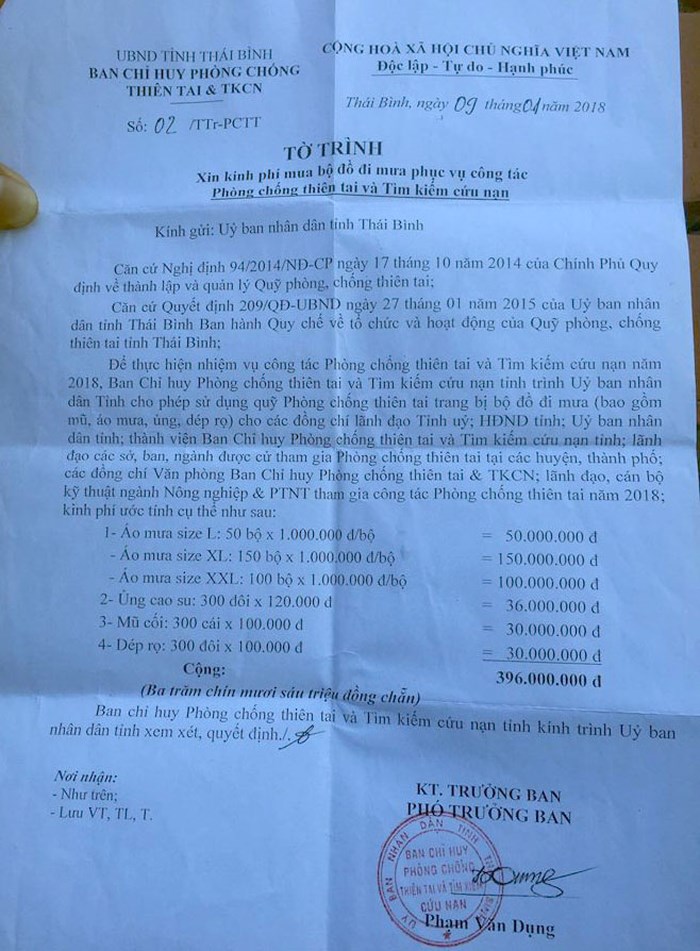 UBND TỈNH THÁI BÌNH
BAN CHỈ HUY PHÒNG CHỐNG
THIÊN TAI & TKCN
Số: 02 /TTr-PCTT
CỘNG HOÀ XÃ HỘI CHỦ NGHĨA VIỆT NAM
Độc lập - Tự do - Hạnh phúc
Thái Bình, ngày 09 tháng 01 năm 2018
TỜ TRÌNH
Xin kinh phí mua bộ đồ đi mưa phục vụ công tác
Phòng chống thiên tai và Tìm kiếm cứu nạn
Kính gửi: Uỷ ban nhân dân tỉnh Thái Bình
Căn cứ Nghị định 94/2014/NĐ-CP ngày 17 tháng 10 năm 2014 của Chính Phủ Quy
định về thành lập và quản lý Quỹ phòng, chống thiên tai;
Căn cứ Quyết định 209/QĐ-UBND ngày 27 tháng 01 năm 2015 của Uỷ ban nhân
dân tỉnh Thái Bình Ban hành Quy chế về tổ chức và hoạt động của Quỹ phòng, chống
thiên tai tỉnh Thái Bình;
Để thực hiện nhiệm vụ công tác Phòng chống thiên tai và Tìm kiếm cứu nạn năm
2018, Ban Chỉ huy Phòng chống thiên tai và Tìm kiếm cứu nạn tỉnh trình Uỷ ban nhân
dân Tỉnh cho phép sử dụng quỹ Phòng chống thiên tai trang bị bộ đồ đi mưa (bao gồm
mũ, áo mưa, ủng, dép rọ) cho các đồng chí lãnh đạo Tỉnh uỷ; HĐND tỉnh; Uỷ ban nhân
dân tỉnh; thành viên Ban Chỉ huy Phòng chống thiên tai và Tìm kiếm cứu nạn tỉnh; lãnh
đạo các sở, ban, ngành được cử tham gia Phòng chống thiên tai tại các huyện, thành phố;
các đồng chí Văn phòng Ban Chỉ huy Phòng chống thiên tai & TKCN; lãnh đạo, cán bộ
kỹ thuật ngành Nông nghiệp & PTNT tham gia công tác Phòng chống thiên tai năm 2018;
kinh phí ước tính cụ thể như sau:
1- Áo mưa size L: 50 bộ x 1.000.000 đ/bộ = 50.000.000 đ
- Áo mưa size XL: 150 bộ x 1.000.000 đ/bộ = 150.000.000 đ
- Áo mưa size XXL: 100 bộ x 1.000.000 đ/bộ = 100.000.000 đ
2- Ủng cao su: 300 đôi x 120.000 đ = 36.000.000 đ
3- Mũ cối: 300 cái x 100.000 đ = 30.000.000 đ
4- Dép rọ: 300 đôi x 100.000 đ = 30.000.000 đ
Cộng: 396.000.000 đ
(Ba trăm chín mươi sáu triệu đồng chẵn)
Ban chỉ huy Phòng chống thiên tai và Tìm kiếm cứu nạn tỉnh kính trình Uỷ ban
nhân dân tỉnh xem xét, quyết định./.
Nơi nhận:
- Như trên;
- Lưu VT, TL, T.
KT. TRƯỞNG BAN
PHÓ TRƯỞNG BAN
UỶ BAN NHÂN DÂN TỈNH
BAN CHỈ HUY
PHÒNG CHỐNG
THIÊN TAI VÀ TÌM KIẾM
CỨU NẠN
Phạm Văn Dụng